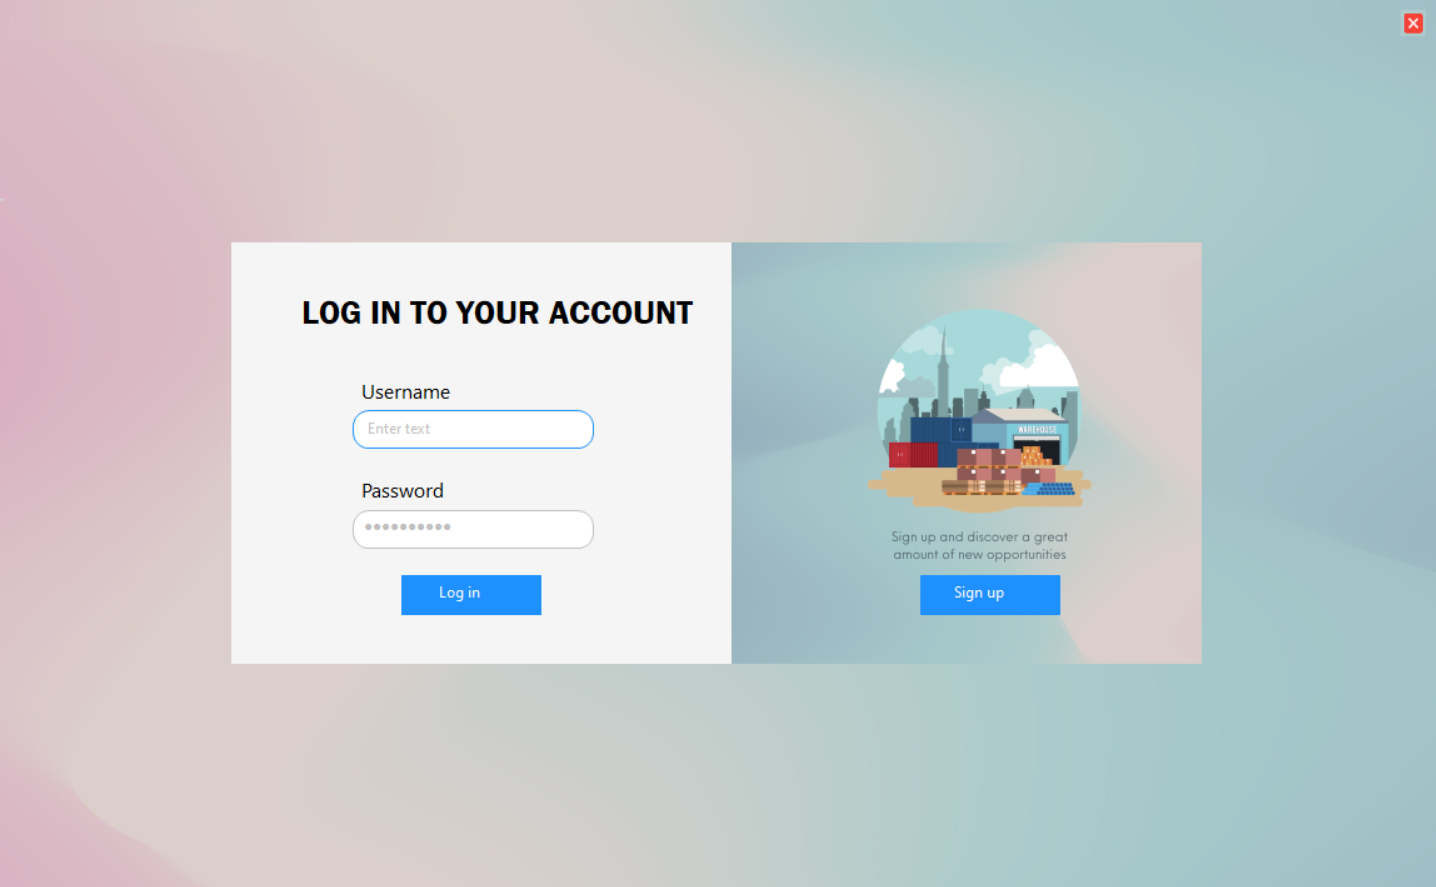 LOG IN TO YOUR ACCOUNT
Username
Enter text
Password
••••••••••
Log in
WAREHOUSE
Sign up and discover a great
amount of new opportunities
Sign up